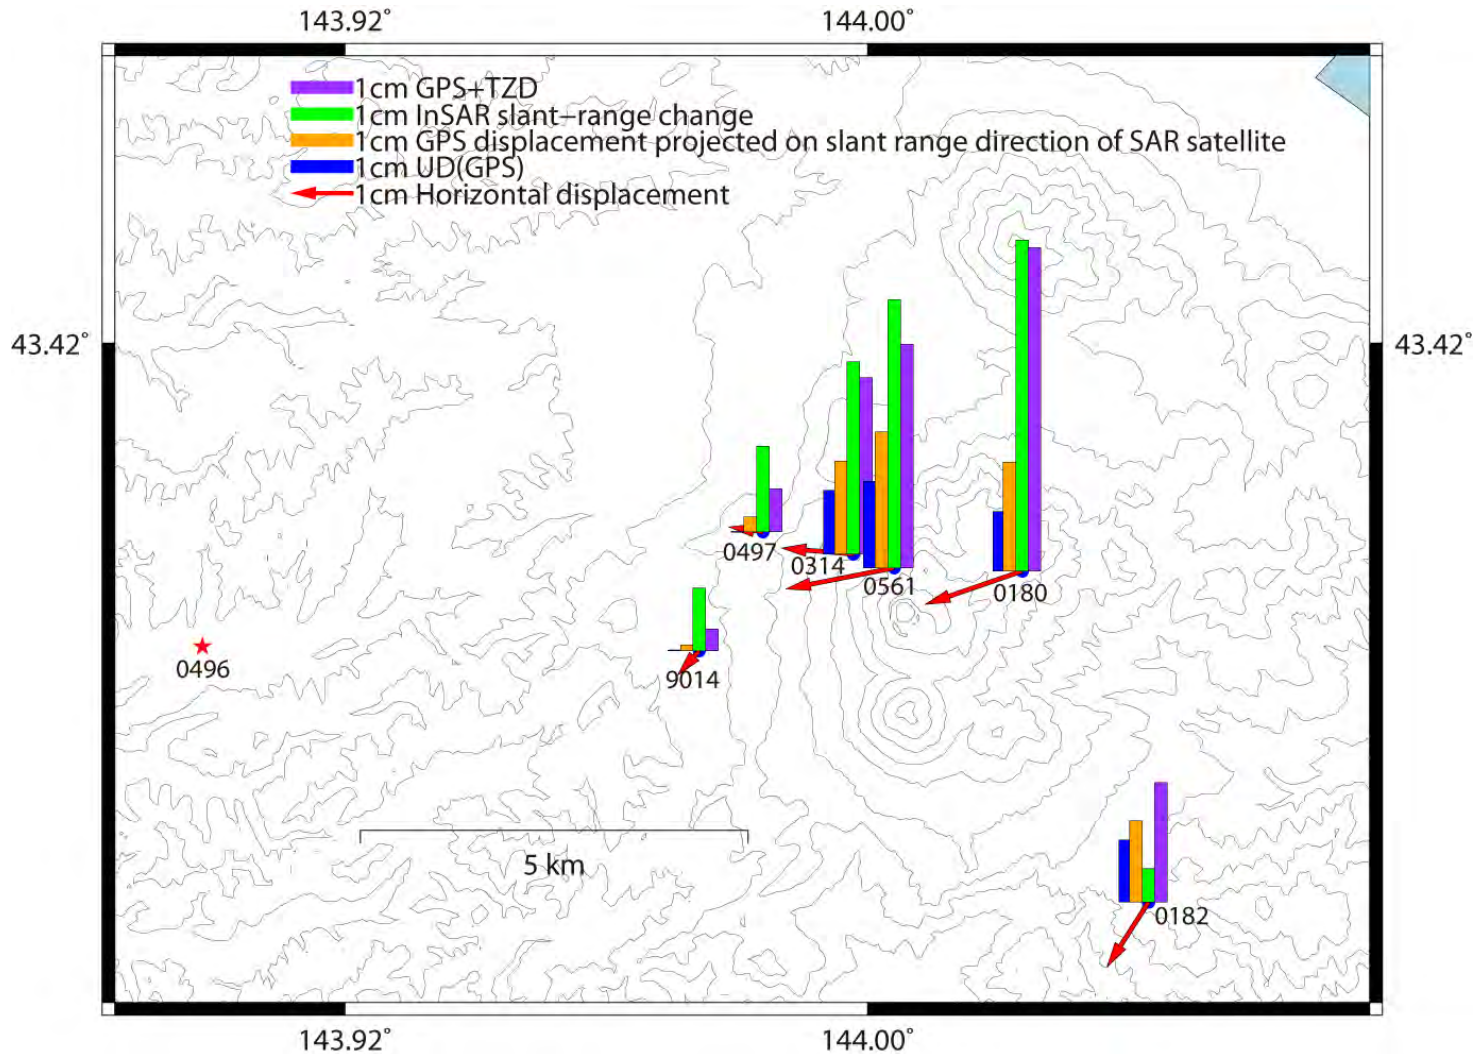 143.92° 144.00°
1cm GPS+TZD
1cm InSAR slant-range change
1cm GPS displacement projected on slant range direction of SAR satellite
1cm UD(GPS)
1cm Horizontal displacement
43.42° 43.42°
0497
0314
0561
0180
0496
9014
5 km
0182
143.92° 144.00°